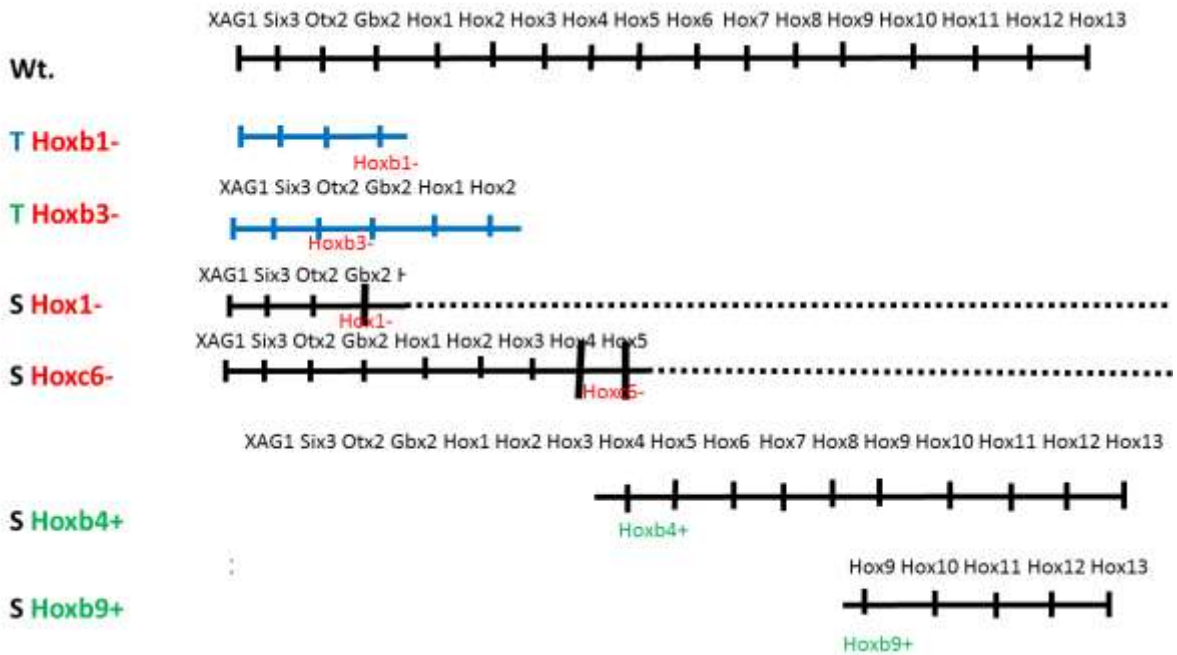 XAG1 Six3 Otx2 Gbx2 Hox1 Hox2 Hox3 Hox4 Hox5 Hox6 Hox7 Hox8 Hox9 Hox10 Hox11 Hox12 Hox13
Wt.
T Hoxb1-
Hoxb1-
XAG1 Six3 Otx2 Gbx2 Hox1 Hox2
T Hoxb3-
Hoxb3-
XAG1 Six3 Otx2 Gbx2 H
S Hox1-
Hox1-
XAG1 Six3 Otx2 Gbx2 Hox1 Hox2 Hox3 Hox4 Hox5
S Hoxc6-
Hoxc6-
XAG1 Six3 Otx2 Gbx2 Hox1 Hox2 Hox3 Hox4 Hox5 Hox6 Hox7 Hox8 Hox9 Hox10 Hox11 Hox12 Hox13
S Hoxb4+
Hoxb4+
:
Hox9 Hox10 Hox11 Hox12 Hox13
S Hoxb9+
Hoxb9+